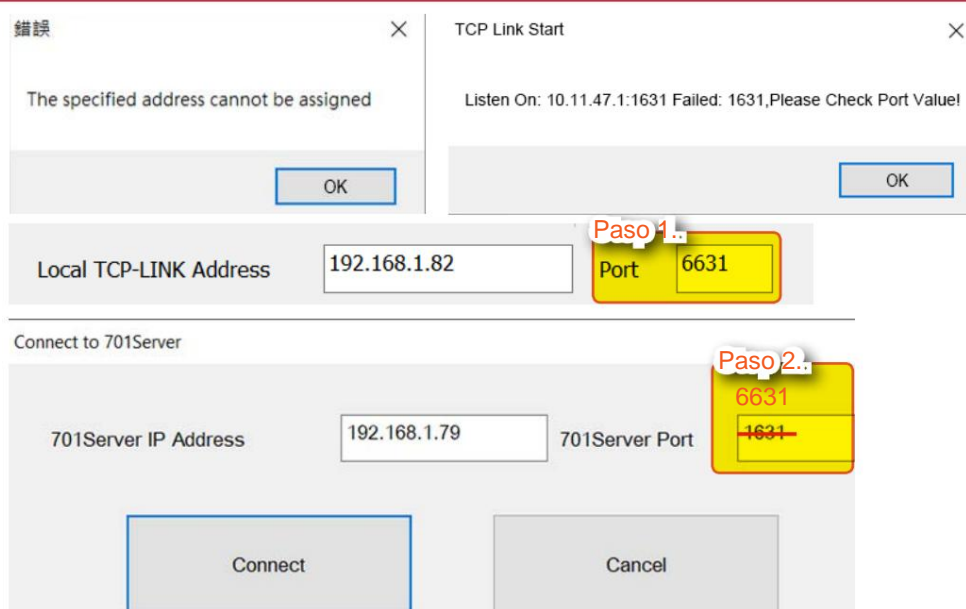 錯誤
The specified address cannot be assigned
OK
TCP Link Start
Listen On: 10.11.47.1:1631 Failed: 1631,Please Check Port Value!
OK
Paso 1..
Local TCP-LINK Address 192.168.1.82 Port 6631
Connect to 701Server
Paso 2..
6631
701Server IP Address 192.168.1.79 701Server Port 1631
Connect Cancel